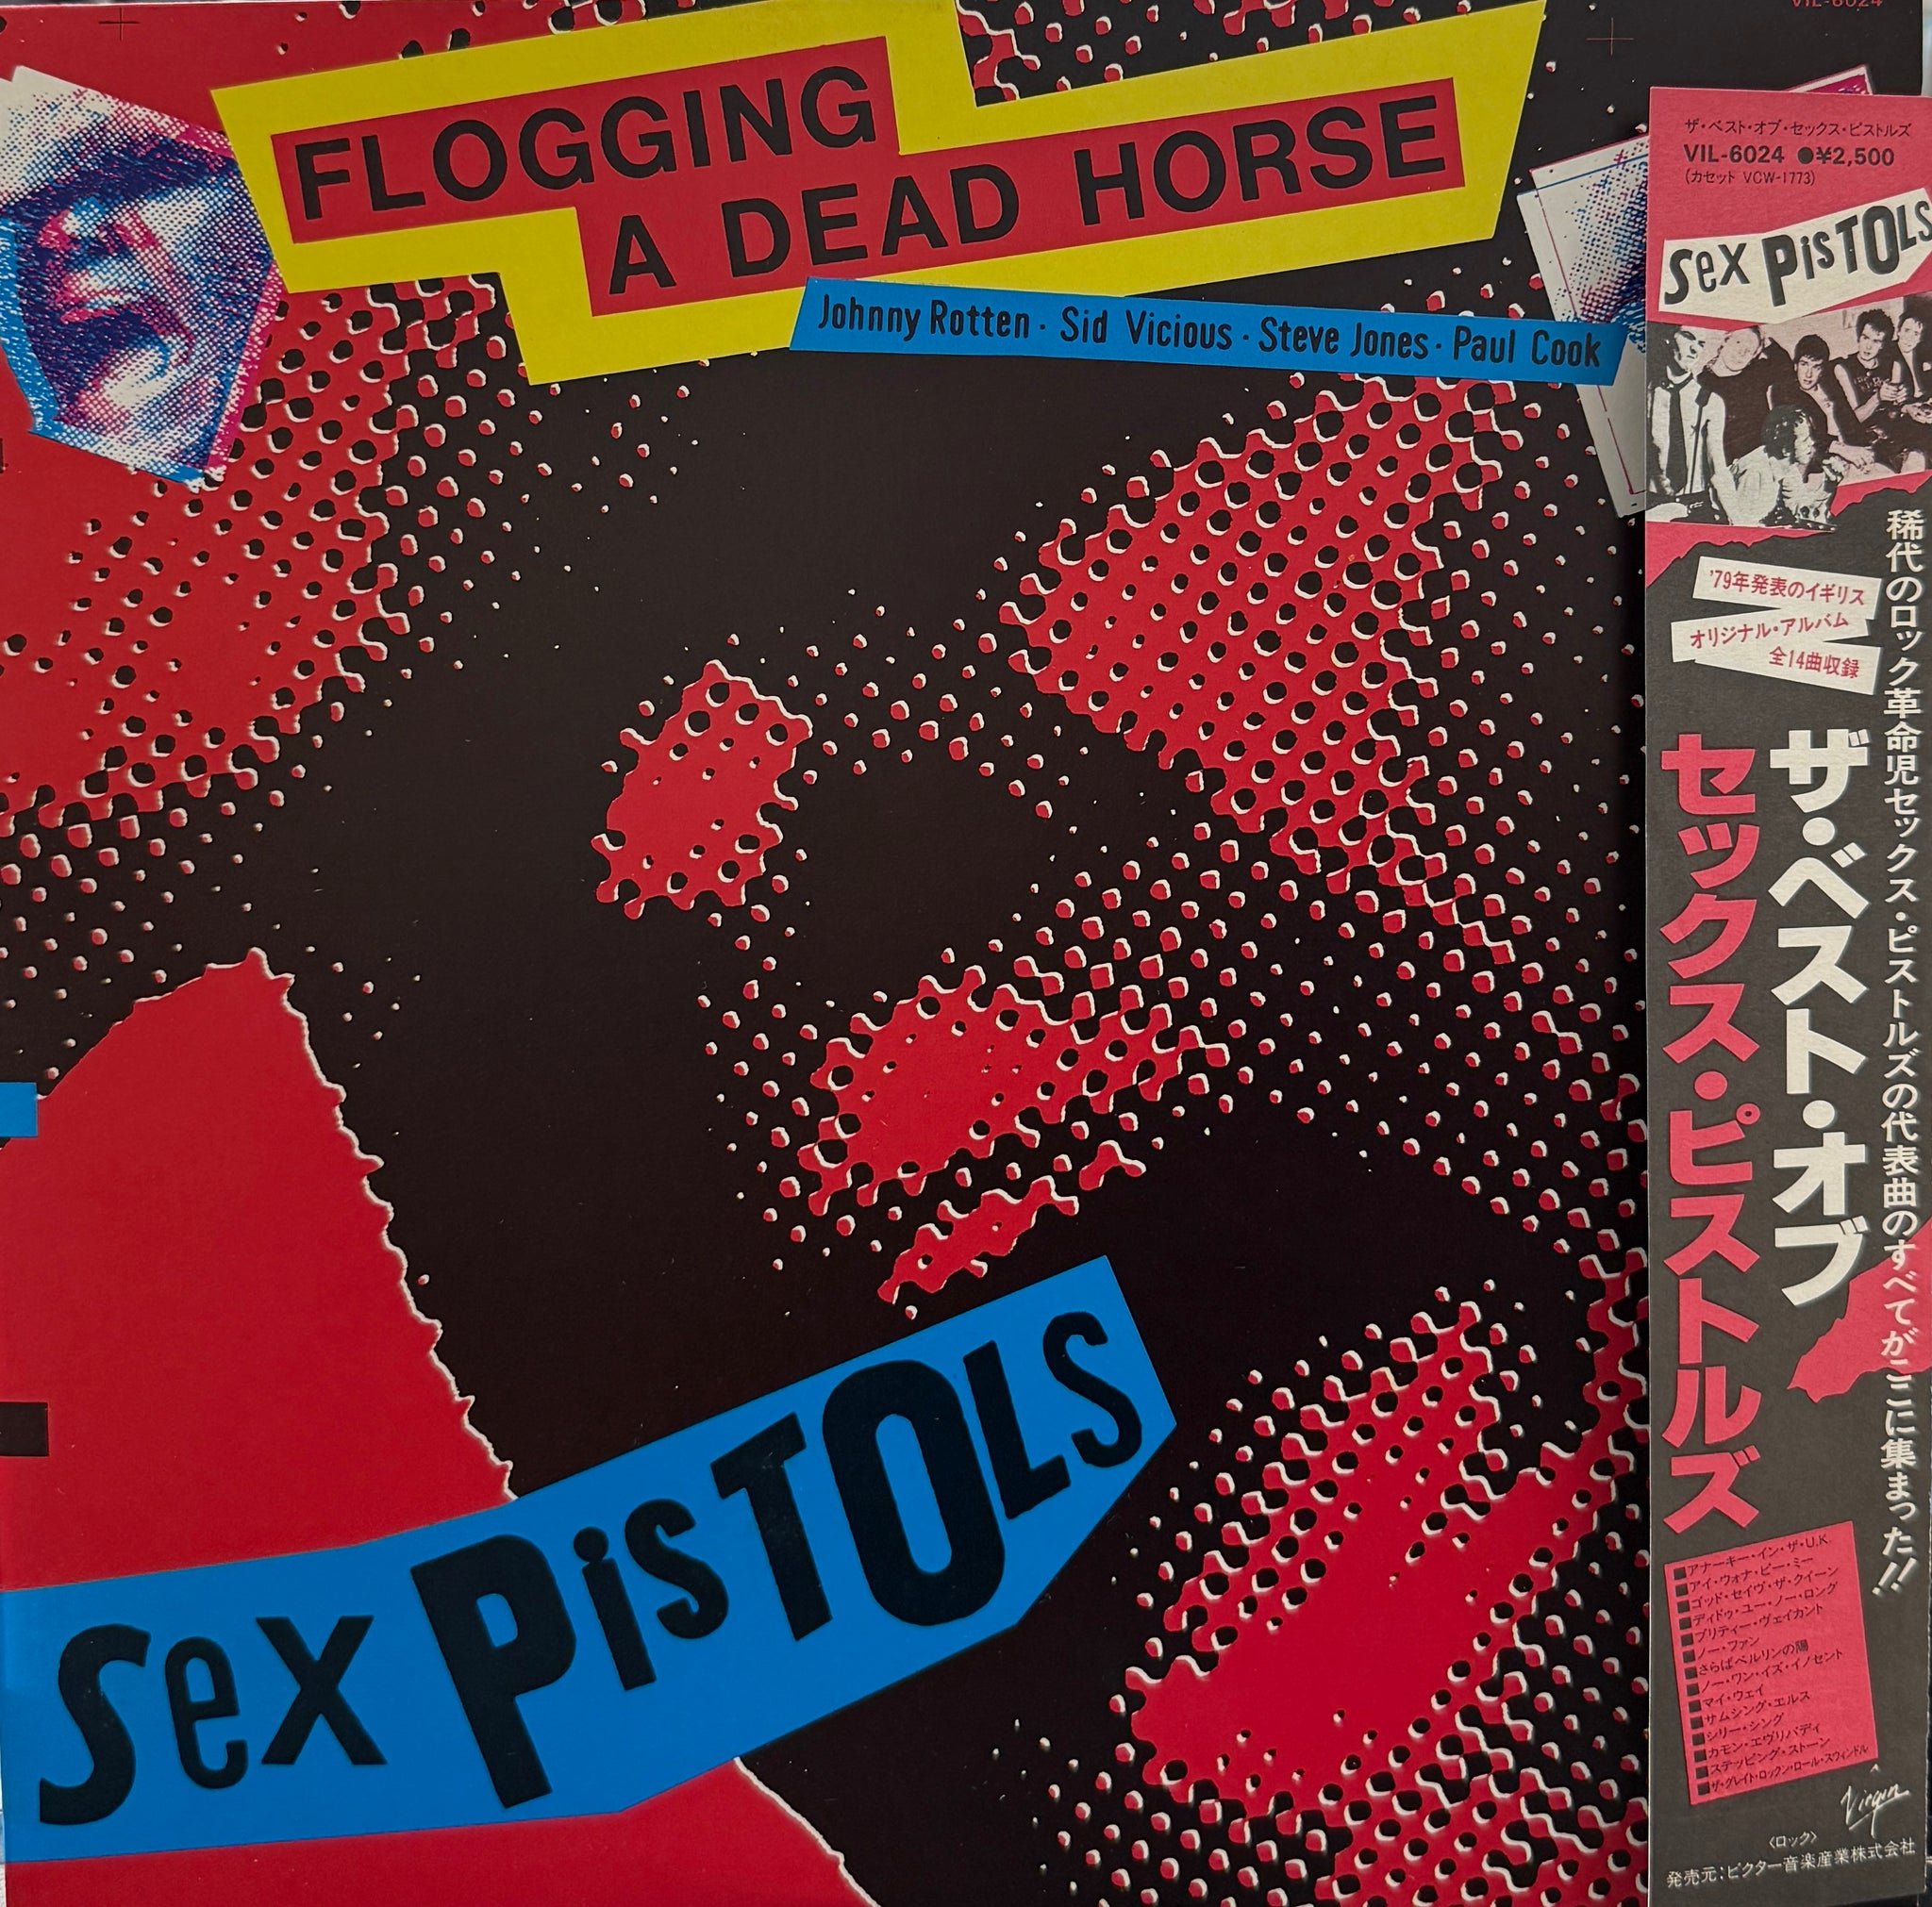 VIL-6024
FLOGGING
A DEAD HORSE
Johnny Rotten · Sid Vicious · Steve Jones · Paul Cook
Sex PisTOLs
ザ・ベスト・オブ・セックス・ピストルズ
VIL-6024 ●¥2,500
(カセット VCW-1773)
Sex PisTOLs
稀代のロック革命児セックス・ピストルズの代表曲のすべてがここに集まった!!
'79年発表のイギリス
オリジナル・アルバム
全14曲収録
ザ・ベスト・オブ
セックス・ピストルズ
■アナーキー・イン・ザ・U.K.
■アイ・ウォナ・ビー・ミー
■ゴッド・セイヴ・ザ・クイーン
■ディドゥ・ユー・ノー・ロング
■プリティー・ヴェイカント
■ノー・ファン
■さらばベルリンの陽
■ノー・ワン・イズ・イノセント
■マイ・ウェイ
■サムシング・エルス
■シリー・シング
■カモン・エヴリバディ
■ステッピング・ストーン
■ザ・グレイト・ロックン・ロール・スウィンドル
Virgin
〈ロック〉
発売元:ビクター音楽産業株式会社